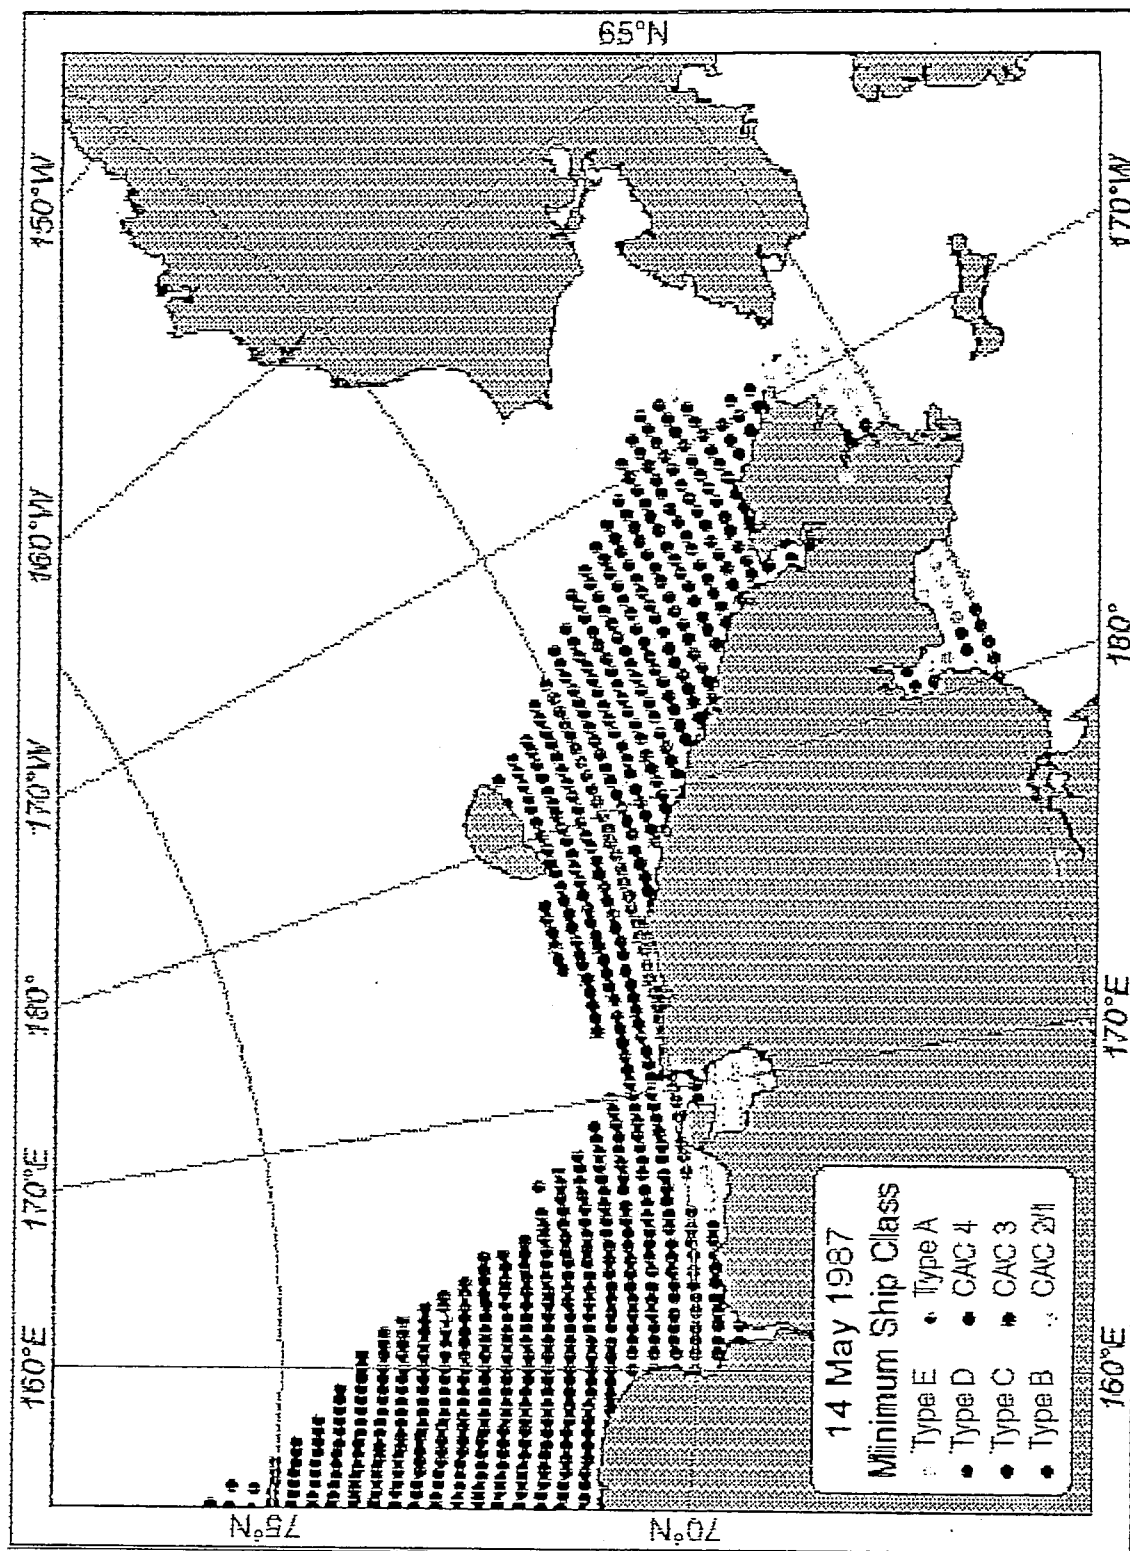 160°E 170°E 180° 170°W 160°W 150°W
75°N
70°N
65°N
14 May 1987
Minimum Ship Class
Type E Type A
Type D CAC 4
Type C CAC 3
Type B CAC 2/1
160°E 170°E 180° 170°W